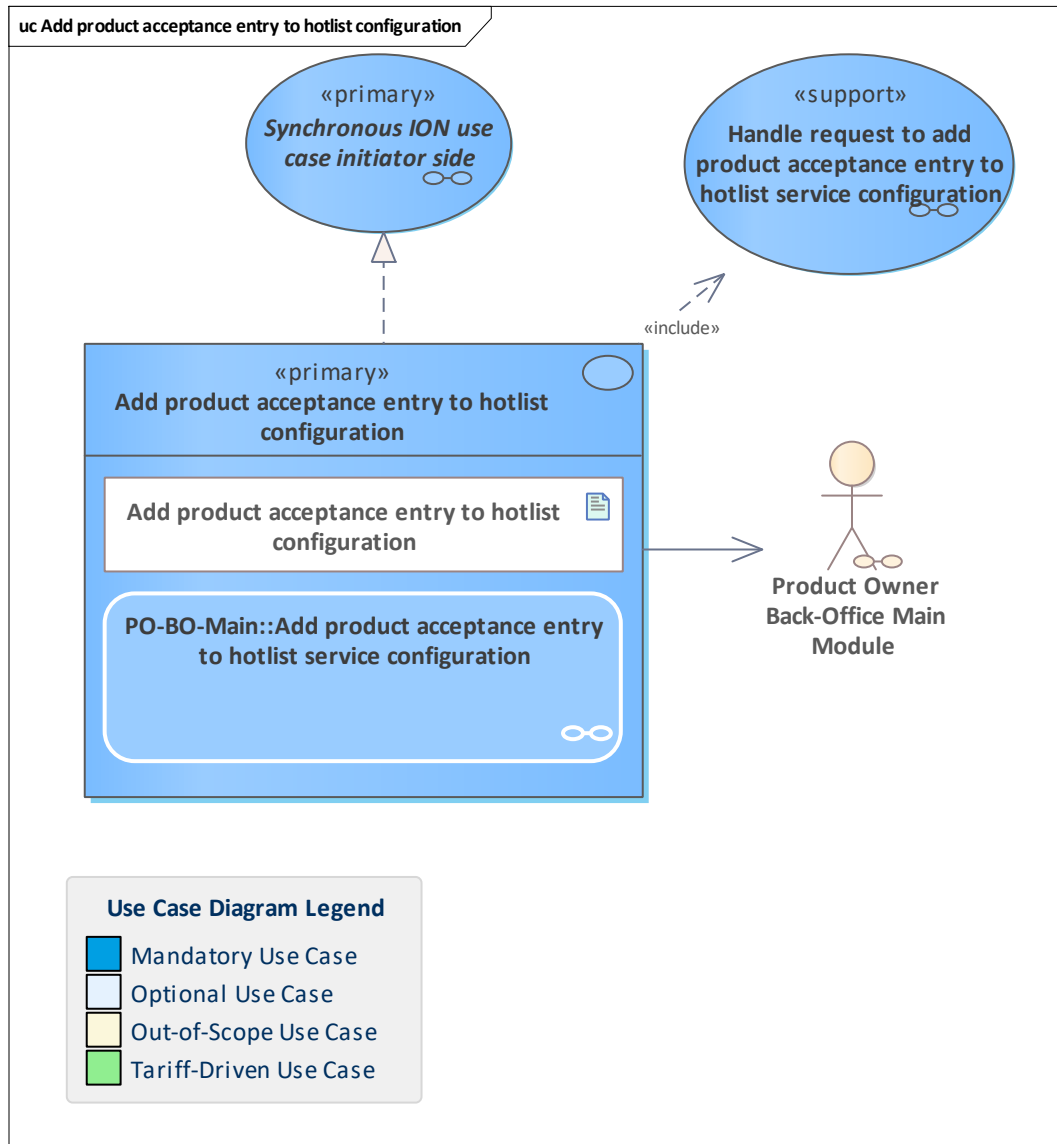 uc Add product acceptance entry to hotlist configuration
«primary»
Synchronous ION use
case initiator side
«support»
Handle request to add
product acceptance entry to
hotlist service configuration
«include»
«primary»
Add product acceptance entry to hotlist
configuration
Add product acceptance entry to hotlist
configuration
PO-BO-Main::Add product acceptance entry
to hotlist service configuration
Product Owner
Back-Office Main
Module
Use Case Diagram Legend
Mandatory Use Case
Optional Use Case
Out-of-Scope Use Case
Tariff-Driven Use Case